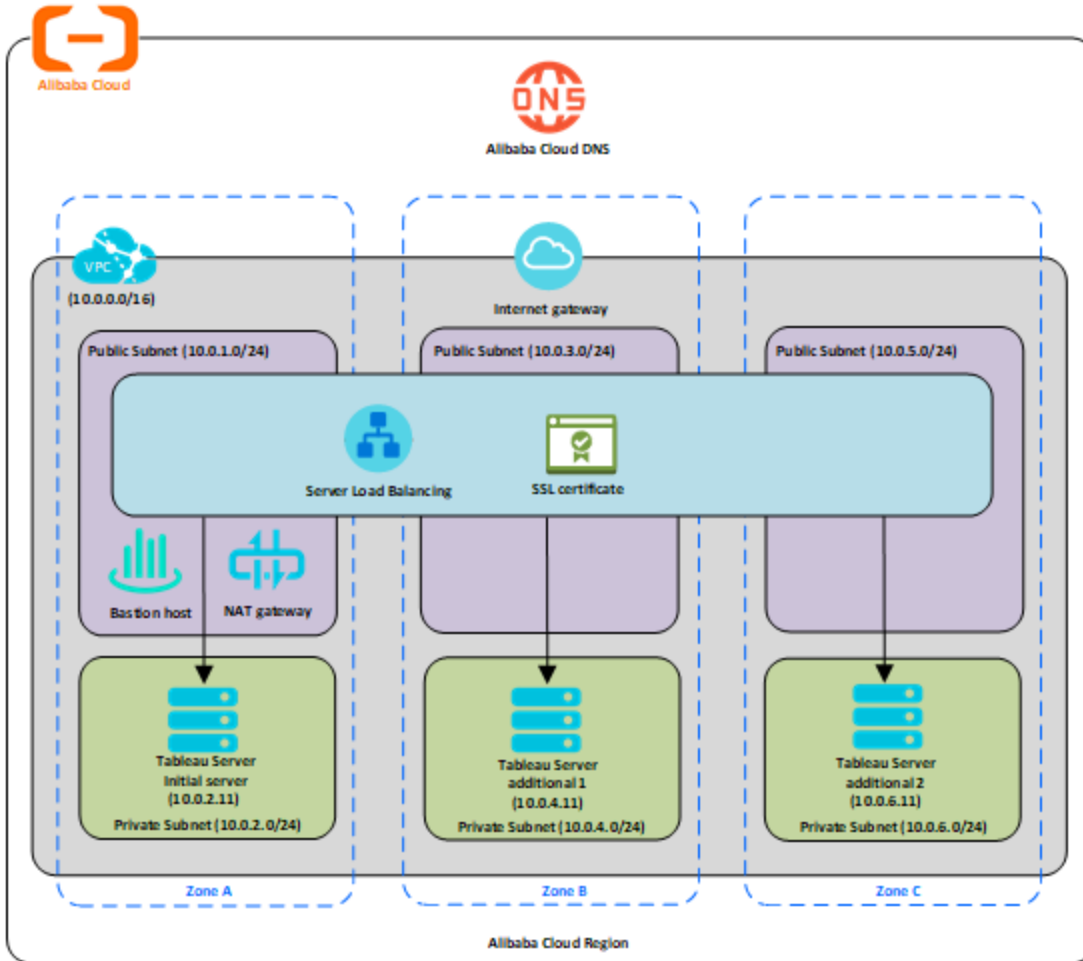 Alibaba Cloud
DNS
Alibaba Cloud DNS
VPC
(10.0.0.0/16)
Internet gateway
Public Subnet (10.0.1.0/24)
Public Subnet (10.0.3.0/24)
Public Subnet (10.0.5.0/24)
Server Load Balancing
SSL certificate
Bastion host
NAT gateway
Tableau Server
Initial server
(10.0.2.11)
Private Subnet (10.0.2.0/24)
Tableau Server
additional 1
(10.0.4.11)
Private Subnet (10.0.4.0/24)
Tableau Server
additional 2
(10.0.6.11)
Private Subnet (10.0.6.0/24)
Zone A
Zone B
Zone C
Alibaba Cloud Region